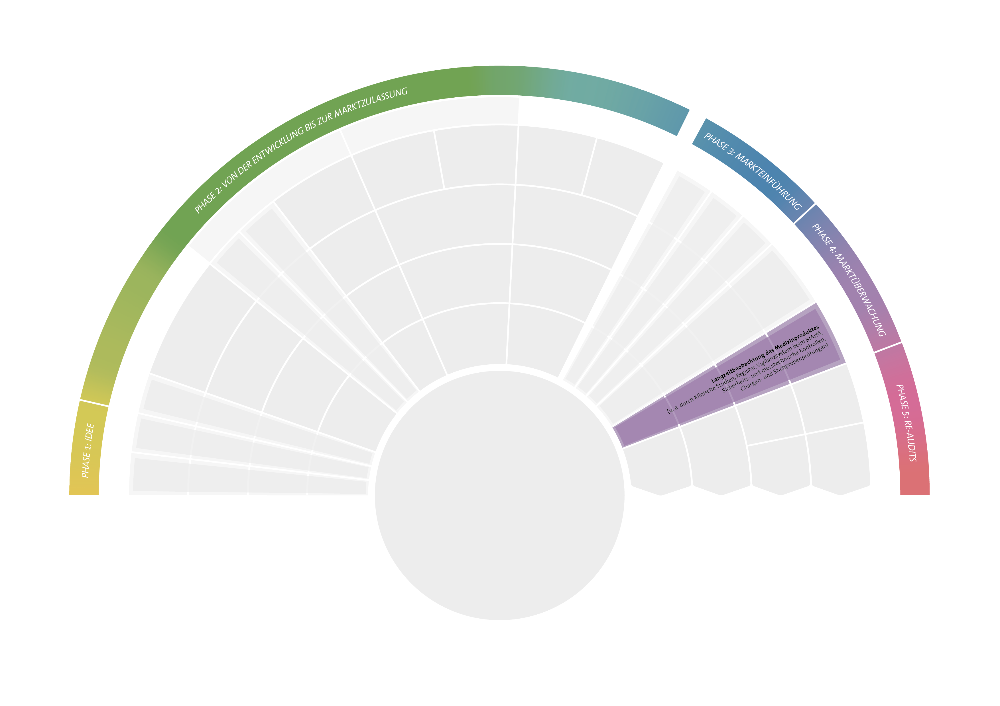 PHASE 1: IDEE
PHASE 2: VON DER ENTWICKLUNG BIS ZUR MARKTZULASSUNG
PHASE 3: MARKTEINFÜHRUNG
PHASE 4: MARKTÜBERWACHUNG
PHASE 5: RE-AUDITS
Langzeitbeobachtung des Medizinproduktes
(u. a. durch Klinische Studien, Register, Vigilanzsystem beim BfArM,
Sicherheits- und messtechnische Kontrollen,
Chargen- und Stichprobenprüfungen)